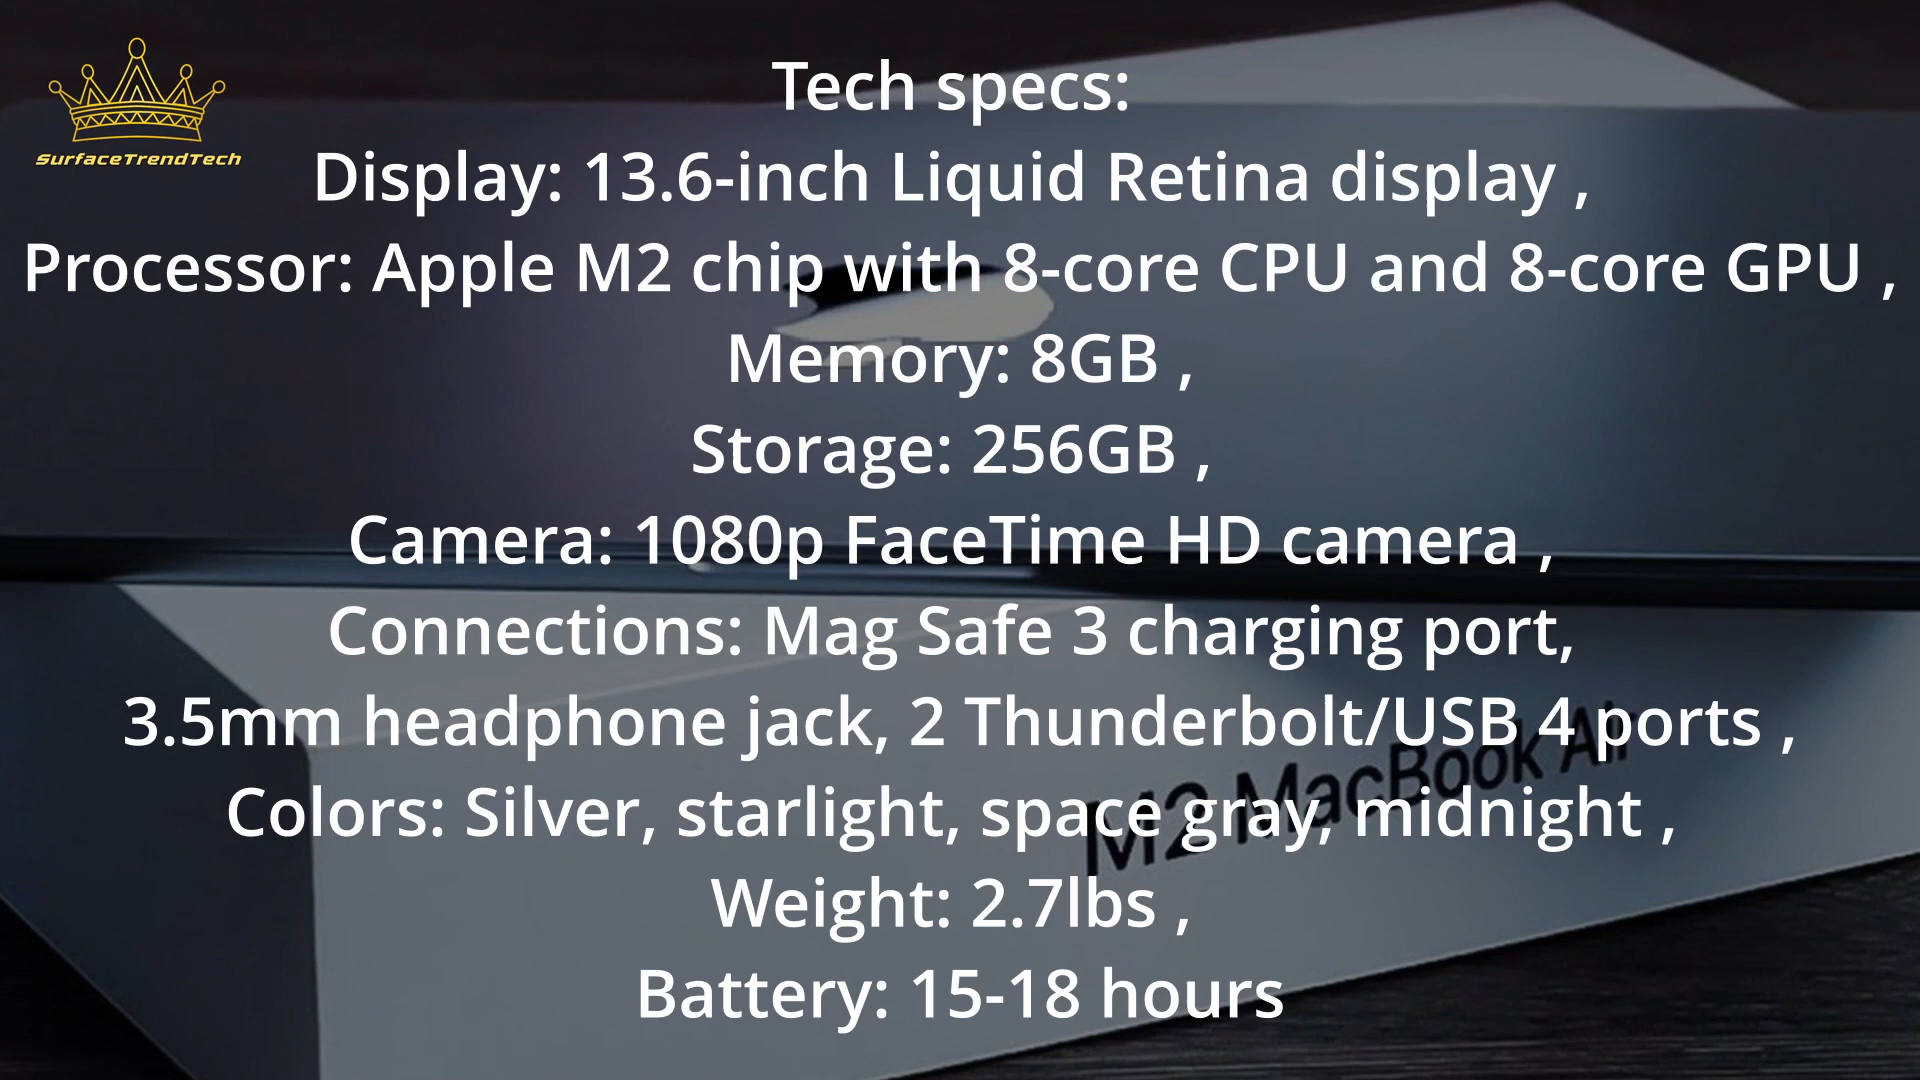 SurfaceTrendTech
Tech specs:
Display: 13.6-inch Liquid Retina display ,
Processor: Apple M2 chip with 8-core CPU and 8-core GPU ,
Memory: 8GB ,
Storage: 256GB ,
Camera: 1080p FaceTime HD camera ,
Connections: Mag Safe 3 charging port,
3.5mm headphone jack, 2 Thunderbolt/USB 4 ports ,
Colors: Silver, starlight, space gray, midnight ,
M2 MacBook Air
Weight: 2.7lbs ,
Battery: 15-18 hours